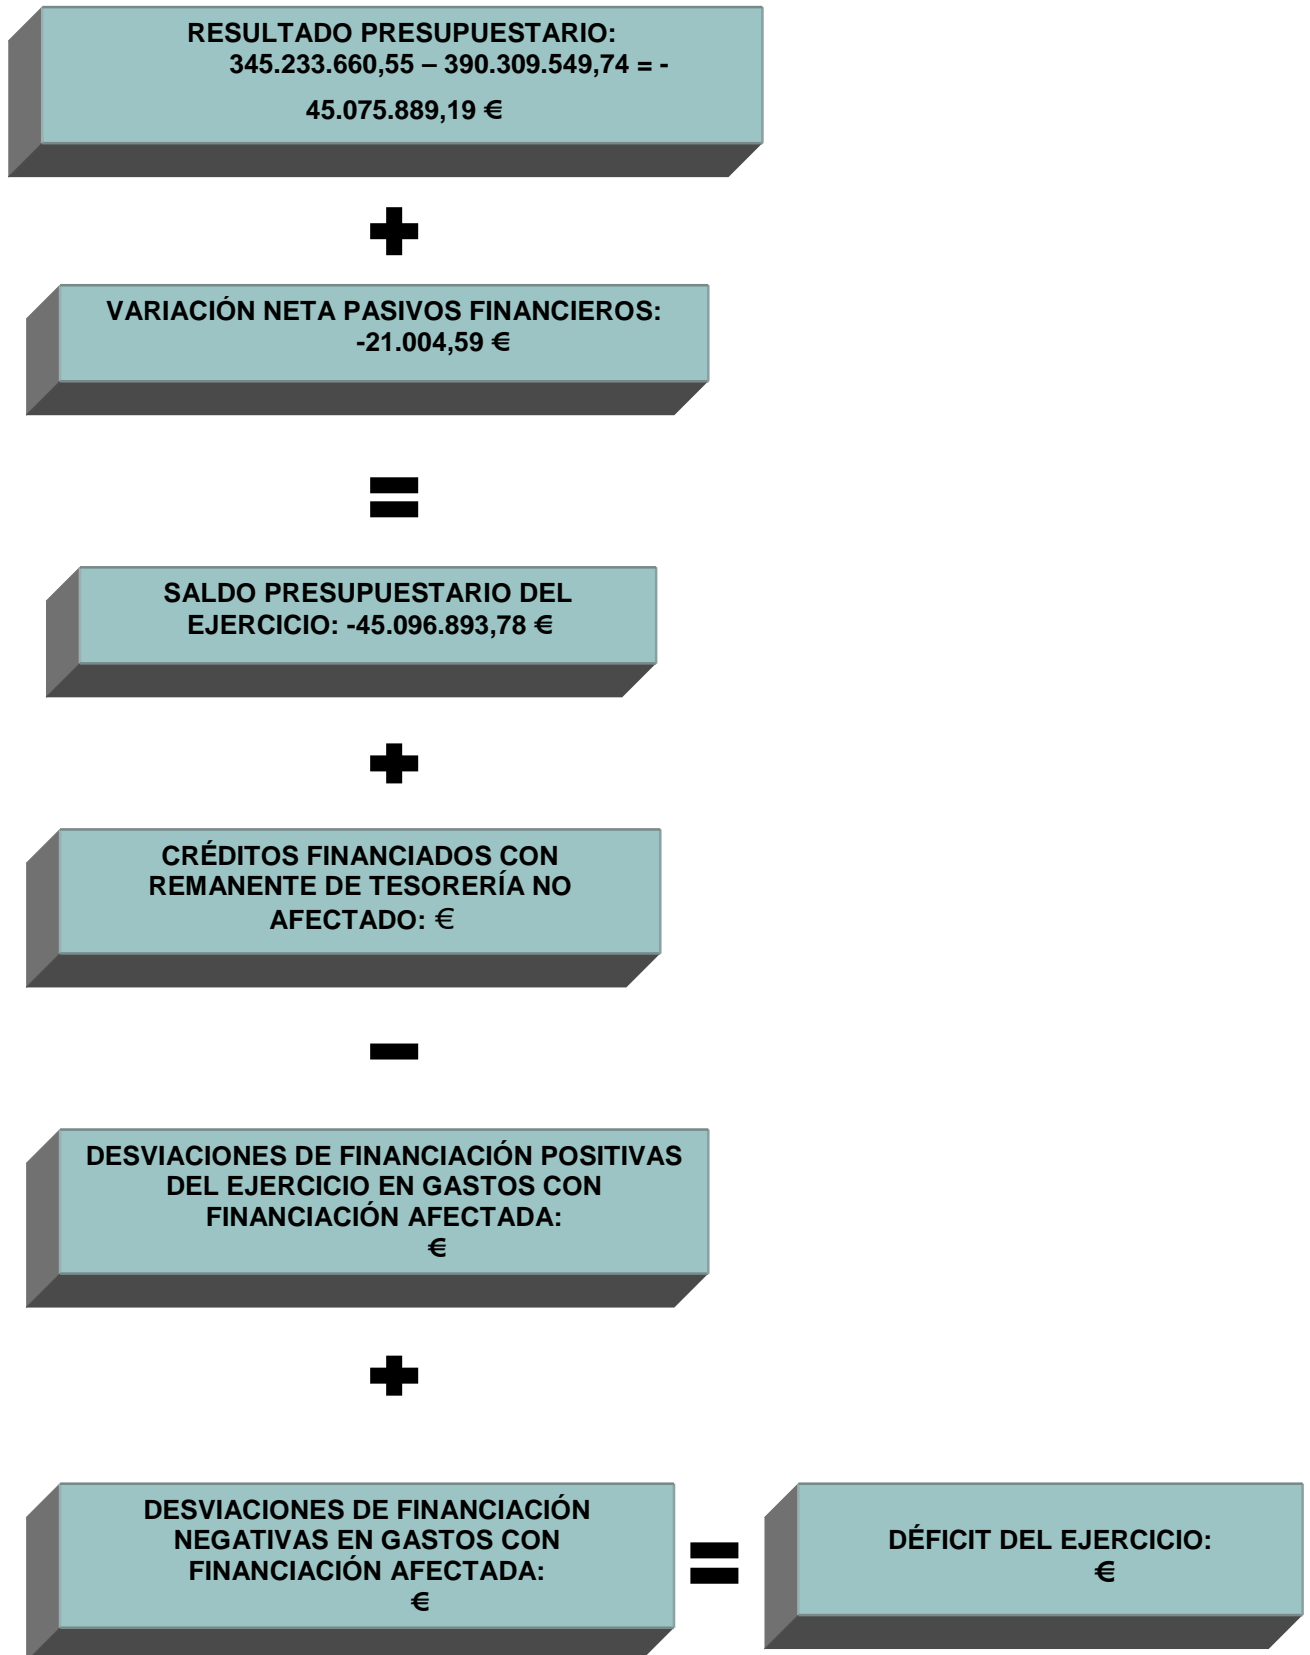 RESULTADO PRESUPUESTARIO:
345.233.660,55 – 390.309.549,74 = -
45.075.889,19 €
+
VARIACIÓN NETA PASIVOS FINANCIEROS:
-21.004,59 €
=
SALDO PRESUPUESTARIO DEL
EJERCICIO: -45.096.893,78 €
+
CRÉDITOS FINANCIADOS CON
REMANENTE DE TESORERÍA NO
AFECTADO: €
–
DESVIACIONES DE FINANCIACIÓN POSITIVAS
DEL EJERCICIO EN GASTOS CON
FINANCIACIÓN AFECTADA:
€
+
DESVIACIONES DE FINANCIACIÓN
NEGATIVAS EN GASTOS CON
FINANCIACIÓN AFECTADA:
€
=
DÉFICIT DEL EJERCICIO:
€